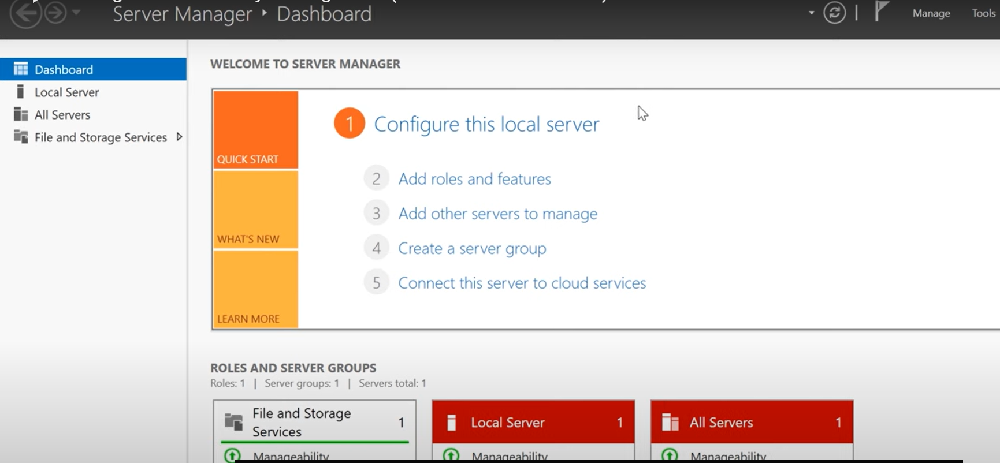 Server Manager ‣ Dashboard
Manage
Tools
Dashboard
Local Server
All Servers
File and Storage Services
WELCOME TO SERVER MANAGER
QUICK START
WHAT'S NEW
LEARN MORE
1 Configure this local server
2 Add roles and features
3 Add other servers to manage
4 Create a server group
5 Connect this server to cloud services
ROLES AND SERVER GROUPS
Roles: 1 | Server groups: 1 | Servers total: 1
File and Storage
Services 1
Manageability
Local Server 1
Manageability
All Servers 1
Manageability